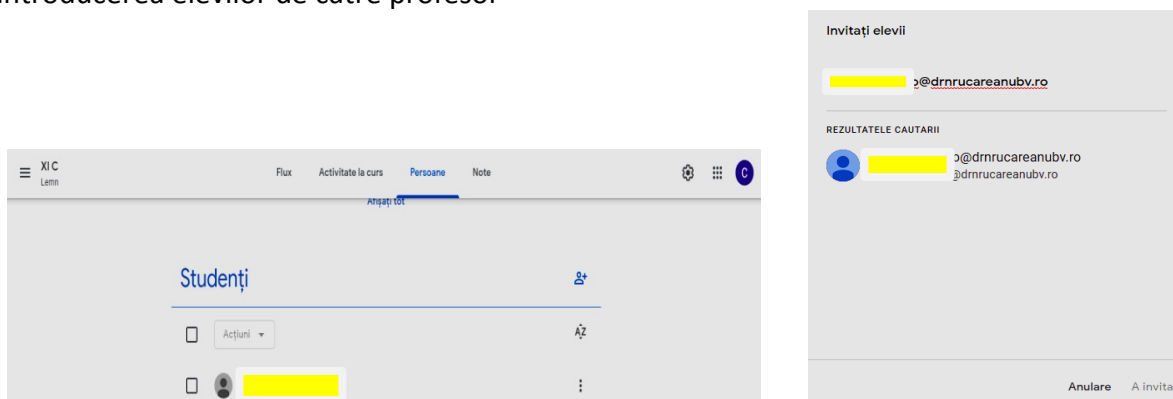 introducerea elevilor de către profesor
XI C
Lemn
Flux Activitate la curs Persoane Note
C
Afișați tot
Studenți
Acțiuni
AZ
Invitați elevii
@drnrucareanubv.ro
REZULTATELE CAUTARII
@drnrucareanubv.ro
@drnrucareanubv.ro
Anulare A invita